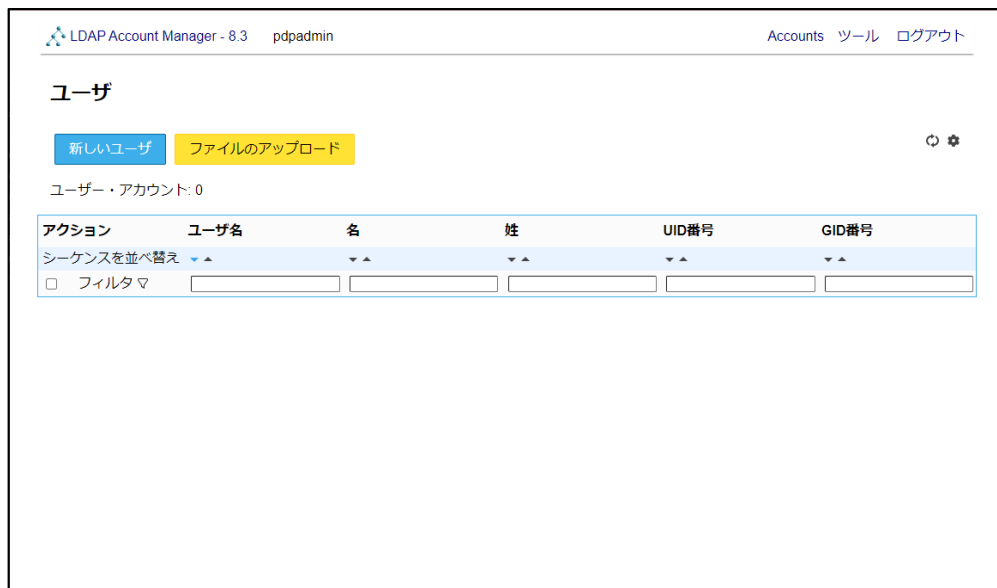 LDAP Account Manager - 8.3 pdpadmin Accounts ツール ログアウト
ユーザ
新しいユーザ ファイルのアップロード
ユーザー・アカウント: 0
アクション ユーザ名 名 姓 UID番号 GID番号
シーケンスを並べ替え
フィルタ